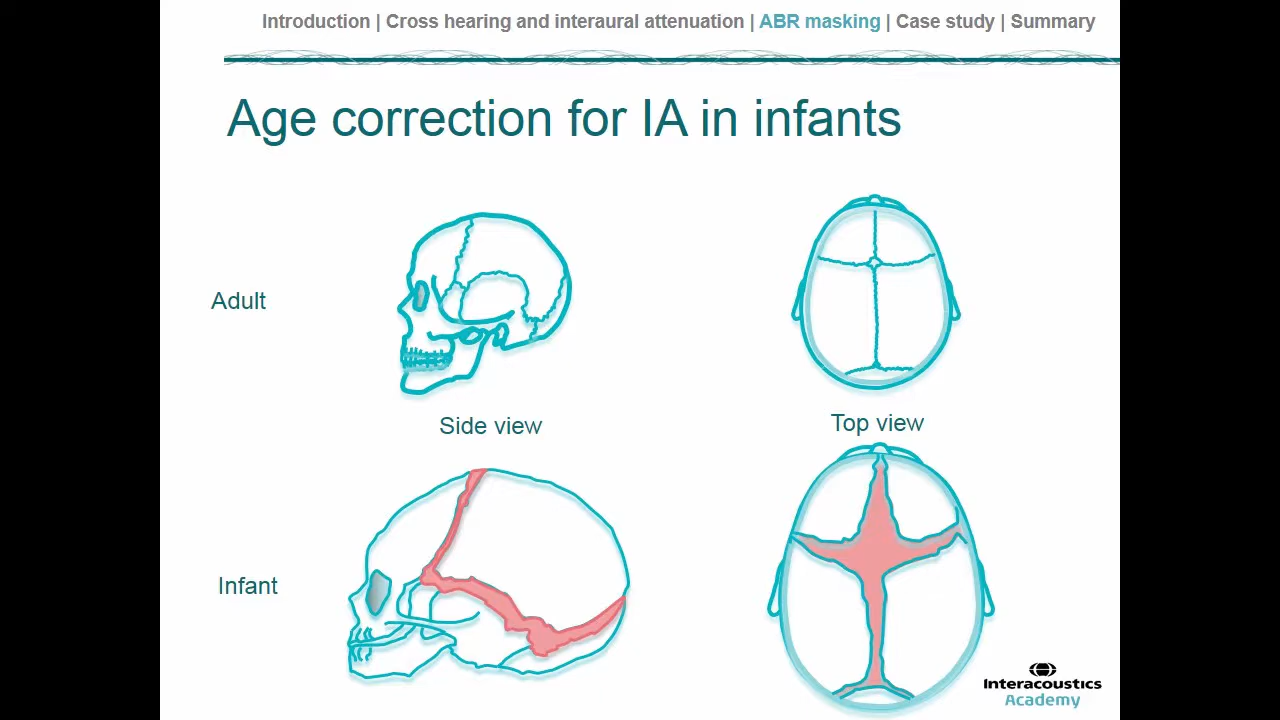 Introduction | Cross hearing and interaural attenuation | ABR masking | Case study | Summary
Age correction for IA in infants
Adult
Side view
Top view
Infant
Interacoustics
Academy